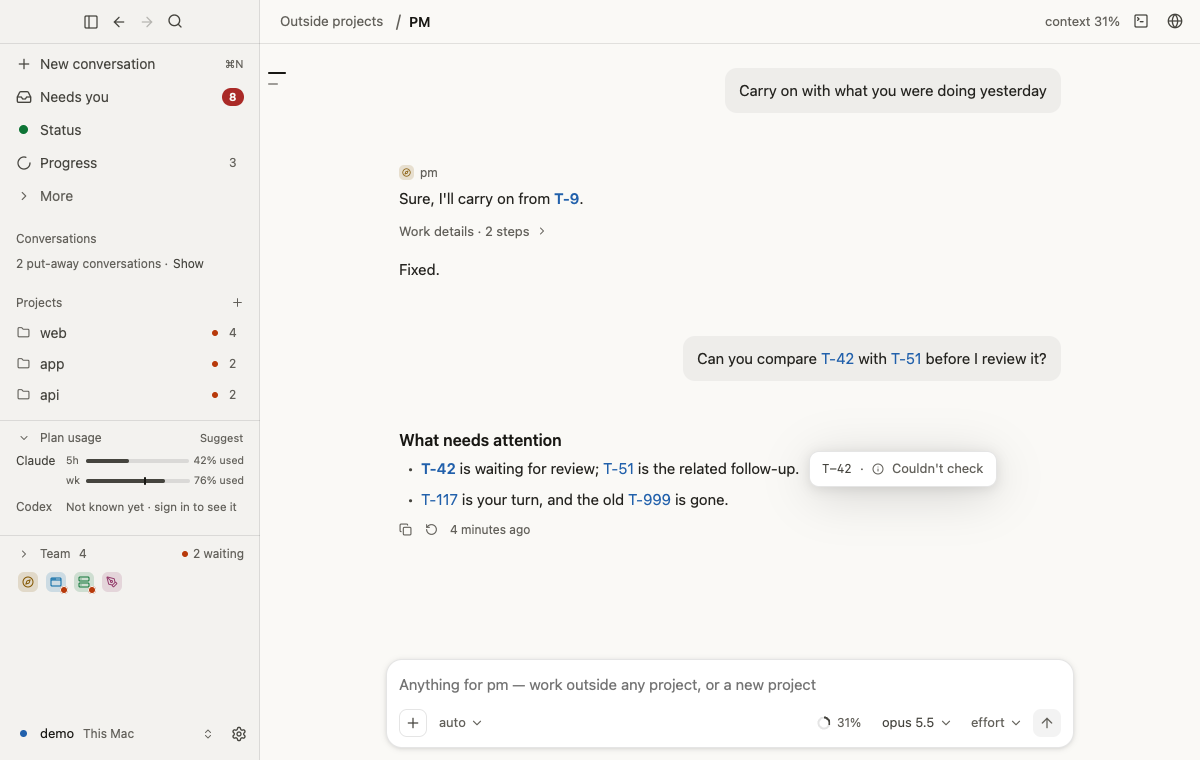 Outside projects / PM
context 31%
New conversation ⌘N
Needs you 8
Status
Progress 3
More
Conversations
2 put-away conversations · Show
Projects
web 4
app 2
api 2
Plan usage Suggest
Claude 5h 42% used
wk 76% used
Codex Not known yet · sign in to see it
Team 4 2 waiting
demo This Mac
Carry on with what you were doing yesterday
pm
Sure, I'll carry on from T-9.
Work details · 2 steps
Fixed.
Can you compare T-42 with T-51 before I review it?
What needs attention
• T-42 is waiting for review; T-51 is the related follow-up.
T-42 · Couldn't check
• T-117 is your turn, and the old T-999 is gone.
4 minutes ago
Anything for pm — work outside any project, or a new project
auto 31% opus 5.5 effort